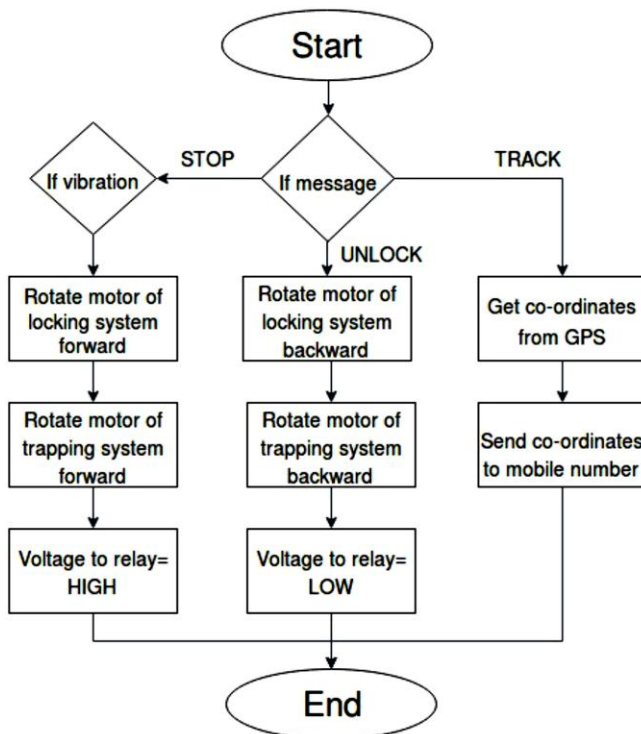 Start
STOP
TRACK
If vibration
If message
UNLOCK
Rotate motor of
locking system
forward
Rotate motor of
locking system
backward
Get co-ordinates
from GPS
Rotate motor of
trapping system
forward
Rotate motor of
trapping system
backward
Send co-ordinates
to mobile number
Voltage to relay=
HIGH
Voltage to relay=
LOW
End